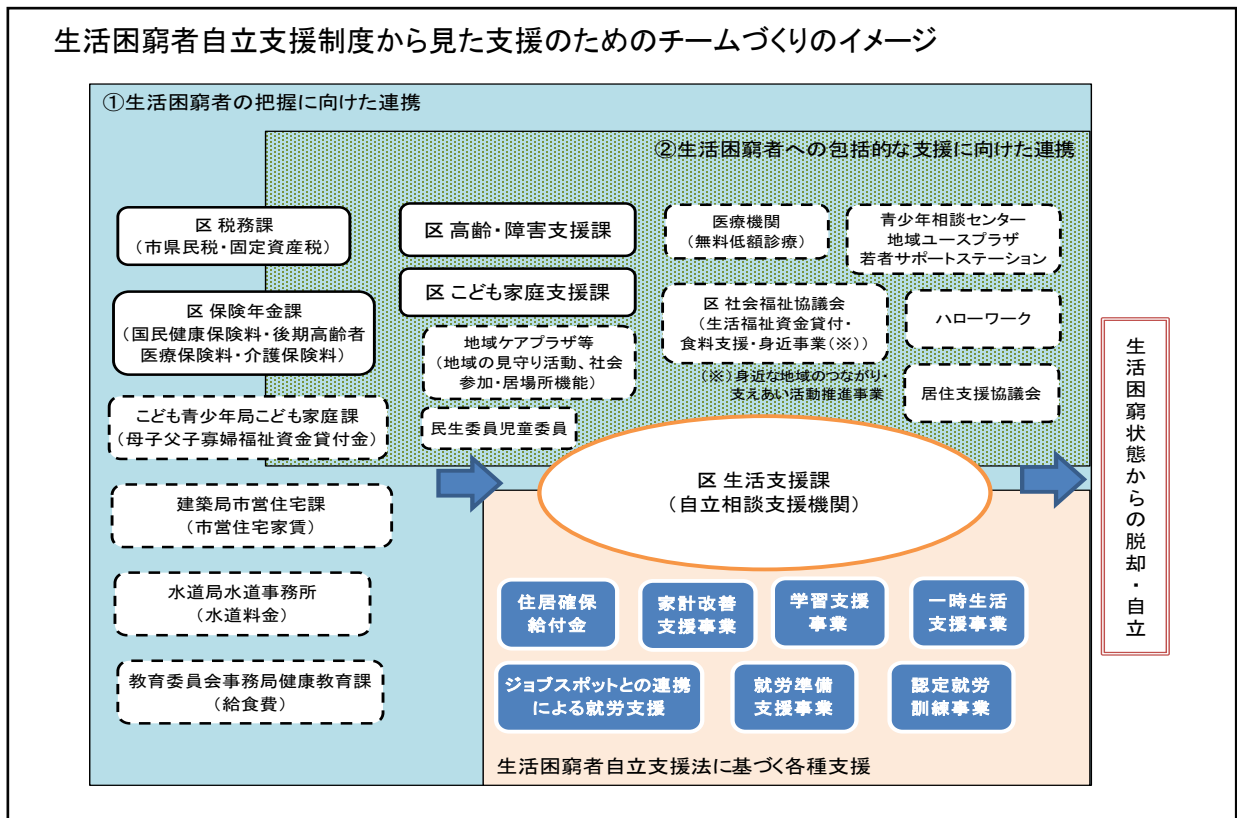 生活困窮者自立支援制度から見た支援のためのチームづくりのイメージ
①生活困窮者の把握に向けた連携
②生活困窮者への包括的な支援に向けた連携
区 税務課
（市県民税・固定資産税）
区 保険年金課
（国民健康保険料・後期高齢者
医療保険料・介護保険料）
こども青少年局こども家庭課
（母子父子寡婦福祉資金貸付金）
建築局市営住宅課
（市営住宅家賃）
水道局水道事務所
（水道料金）
教育委員会事務局健康教育課
（給食費）
区 高齢・障害支援課
区 こども家庭支援課
地域ケアプラザ等
（地域の見守り活動、社会
参加・居場所機能）
民生委員児童委員
医療機関
（無料低額診療）
青少年相談センター
地域ユースプラザ
若者サポートステーション
区 社会福祉協議会
（生活福祉資金貸付・
食料支援・身近事業（※））
（※）身近な地域のつながり・
支えあい活動推進事業
ハローワーク
居住支援協議会
区 生活支援課
（自立相談支援機関）
住居確保
給付金
家計改善
支援事業
学習支援
事業
一時生活
支援事業
ジョブスポットとの連携
による就労支援
就労準備
支援事業
認定就労
訓練事業
生活困窮者自立支援法に基づく各種支援
生活困窮状態からの脱却・自立